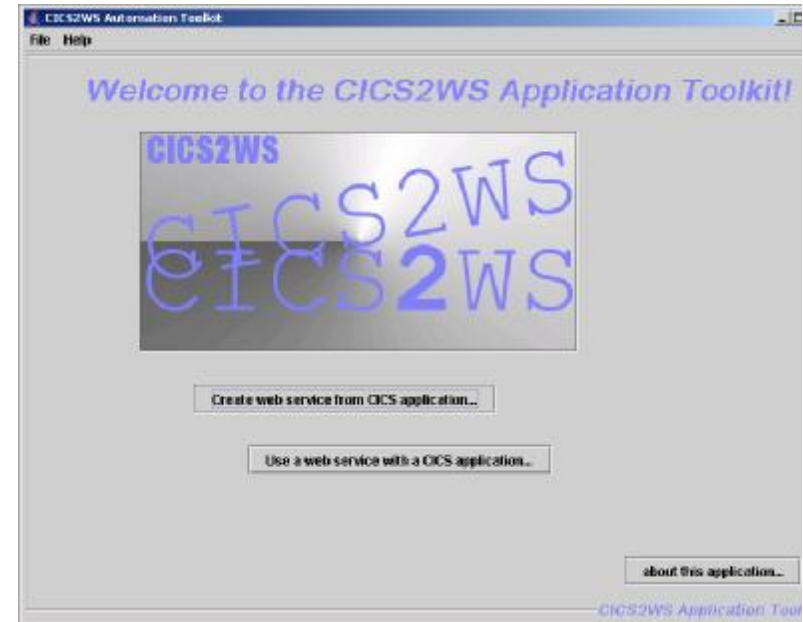 CICS2WS Automation Toolkit
File Help
Welcome to the CICS2WS Application Toolkit!
CICS2WS
CICS2WS
CICS2WS
Create web service from CICS application...
Use a web service with a CICS application...
about this application...
CICS2WS Application Tool